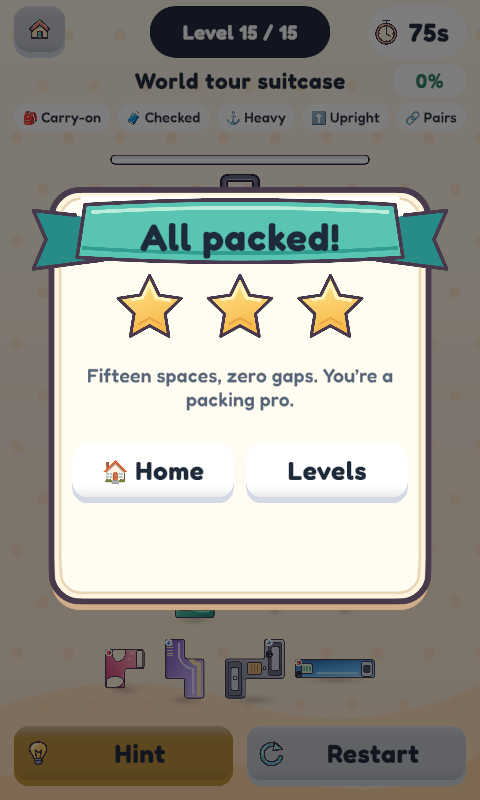 Level 15 / 15
75s
World tour suitcase
0%
Carry-on
Checked
Heavy
Upright
Pairs
All packed!
Fifteen spaces, zero gaps. You’re a
packing pro.
Home
Levels
Hint
Restart